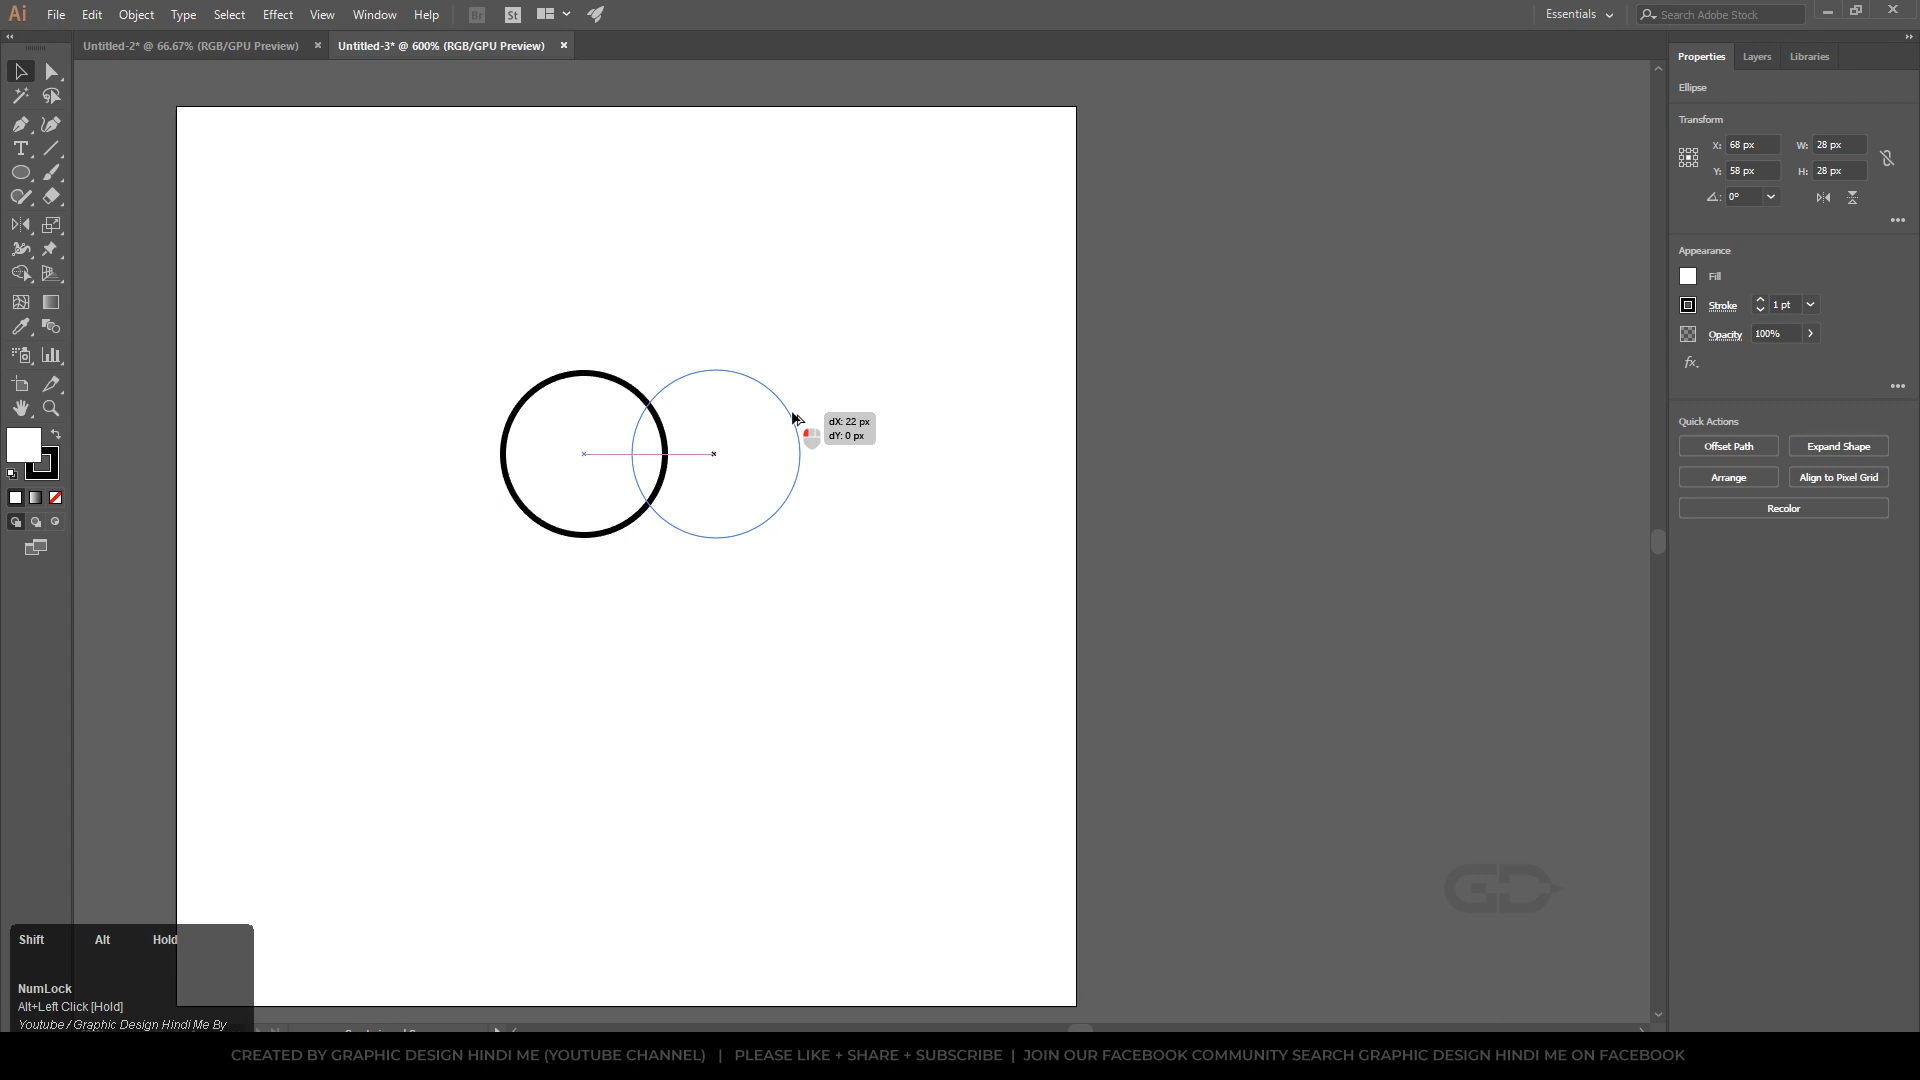 Ai File Edit Object Type Select Effect View Window Help Br St Essentials Search Adobe Stock
Untitled-2* @ 66.67% (RGB/GPU Preview) × Untitled-3* @ 600% (RGB/GPU Preview) ×
Properties Layers Libraries
Ellipse
Transform
X: 68 px W: 28 px
Y: 58 px H: 28 px
0°
Appearance
Fill
Stroke 1 pt
Opacity 100%
fx.
Quick Actions
Offset Path Expand Shape
Arrange Align to Pixel Grid
Recolor
dX: 22 px
dY: 0 px
GD
Shift Alt Hold
NumLock
Alt+Left Click [Hold]
Youtube / Graphic Design Hindi Me By
CREATED BY GRAPHIC DESIGN HINDI ME (YOUTUBE CHANNEL) | PLEASE LIKE + SHARE + SUBSCRIBE | JOIN OUR FACEBOOK COMMUNITY SEARCH GRAPHIC DESIGN HINDI ME ON FACEBOOK